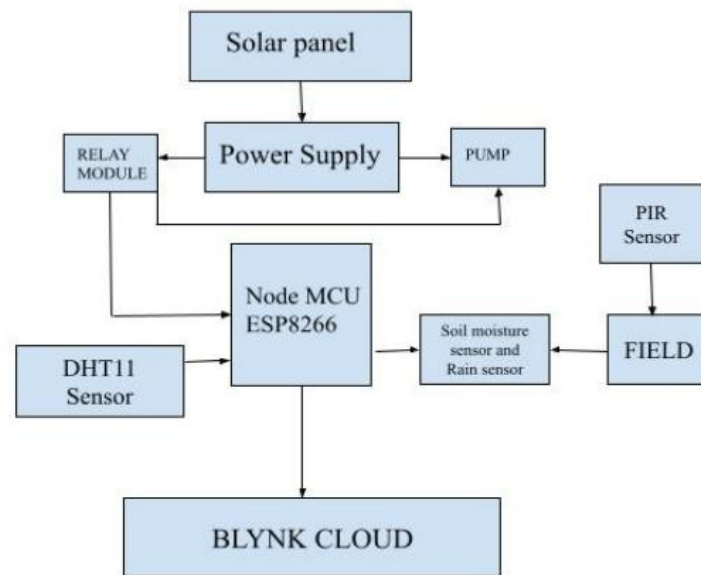 Solar panel
Power Supply
RELAY
MODULE
PUMP
PIR
Sensor
Node MCU
ESP8266
Soil moisture
sensor and
Rain sensor
FIELD
DHT11
Sensor
BLYNK CLOUD